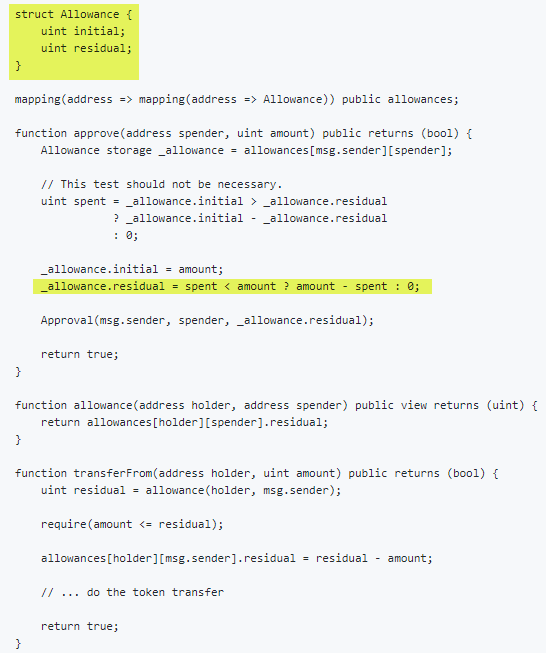 struct Allowance {
    uint initial;
    uint residual;
}

mapping(address => mapping(address => Allowance)) public allowances;

function approve(address spender, uint amount) public returns (bool) {
    Allowance storage _allowance = allowances[msg.sender][spender];

    // This test should not be necessary.
    uint spent = _allowance.initial > _allowance.residual
               ? _allowance.initial - _allowance.residual
               : 0;

    _allowance.initial = amount;
    _allowance.residual = spent < amount ? amount - spent : 0;

    Approval(msg.sender, spender, _allowance.residual);

    return true;
}

function allowance(address holder, address spender) public view returns (uint) {
    return allowances[holder][spender].residual;
}

function transferFrom(address holder, uint amount) public returns (bool) {
    uint residual = allowance(holder, msg.sender);

    require(amount <= residual);

    allowances[holder][msg.sender].residual = residual - amount;

    // ... do the token transfer

    return true;
}